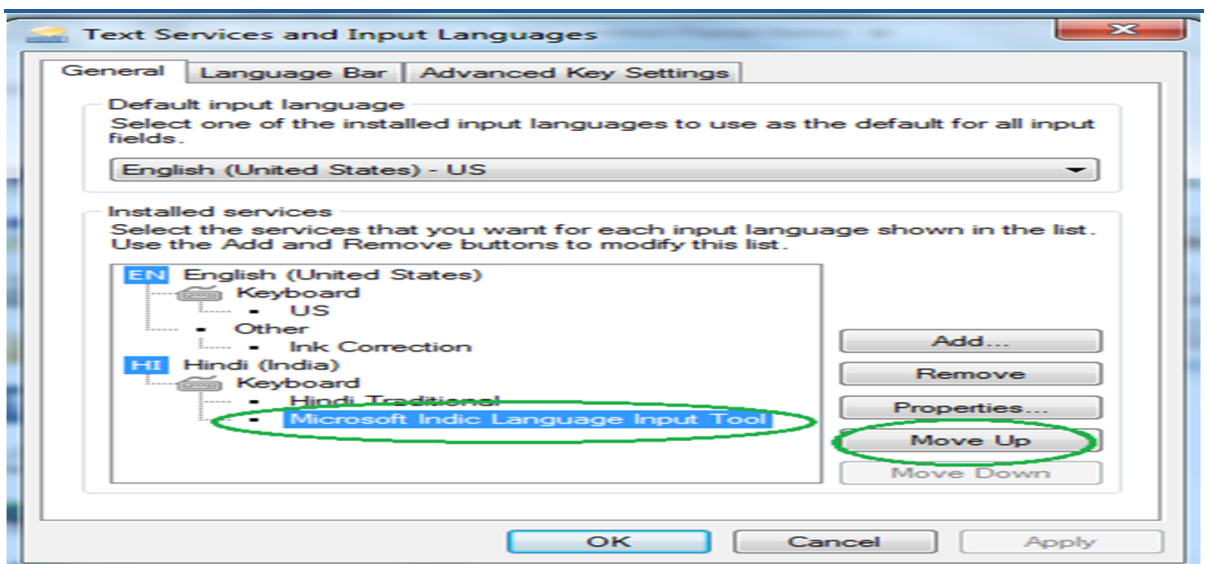 Text Services and Input Languages
General
Language Bar
Advanced Key Settings
Default input language
Select one of the installed input languages to use as the default for all input
fields.
English (United States) - US
Installed services
Select the services that you want for each input language shown in the list.
Use the Add and Remove buttons to modify this list.
EN English (United States)
Keyboard
US
Other
Ink Correction
HI Hindi (India)
Keyboard
Hindi Traditional
Microsoft Indic Language Input Tool
Add...
Remove
Properties...
Move Up
Move Down
OK
Cancel
Apply